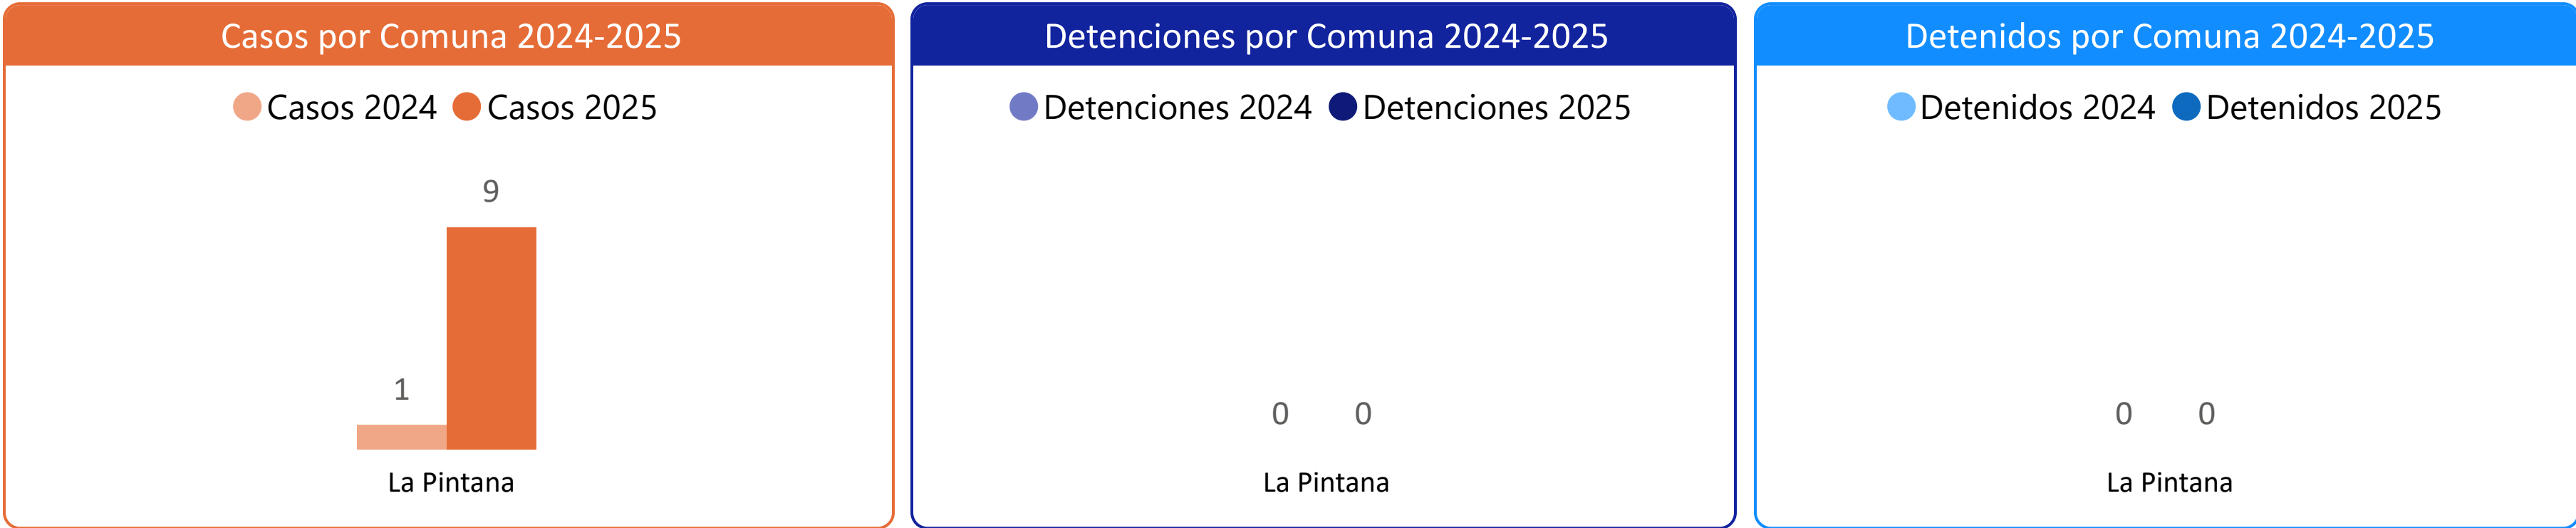 Casos por Comuna 2024-2025
Casos 2024 Casos 2025
9
1
La Pintana
Detenciones por Comuna 2024-2025
Detenciones 2024 Detenciones 2025
0 0
La Pintana
Detenidos por Comuna 2024-2025
Detenidos 2024 Detenidos 2025
0 0
La Pintana